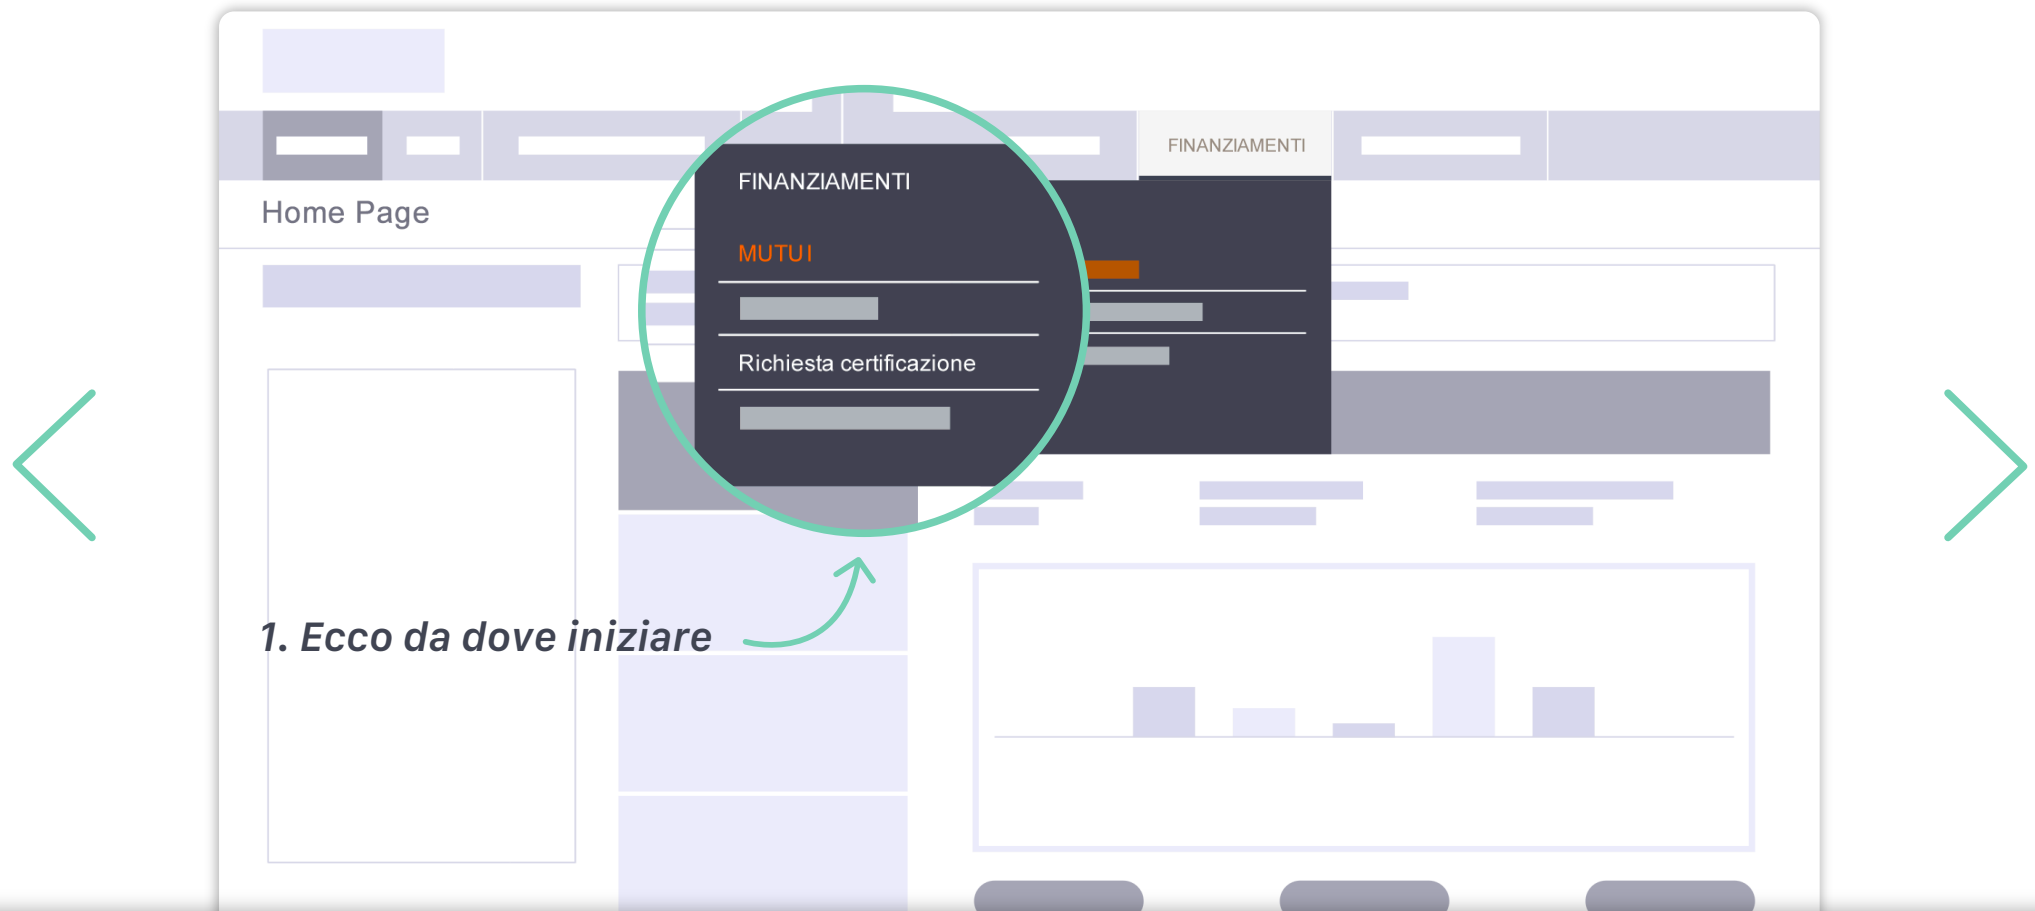 FINANZIAMENTI
Home Page
FINANZIAMENTI
MUTUI
Richiesta certificazione
1. Ecco da dove iniziare